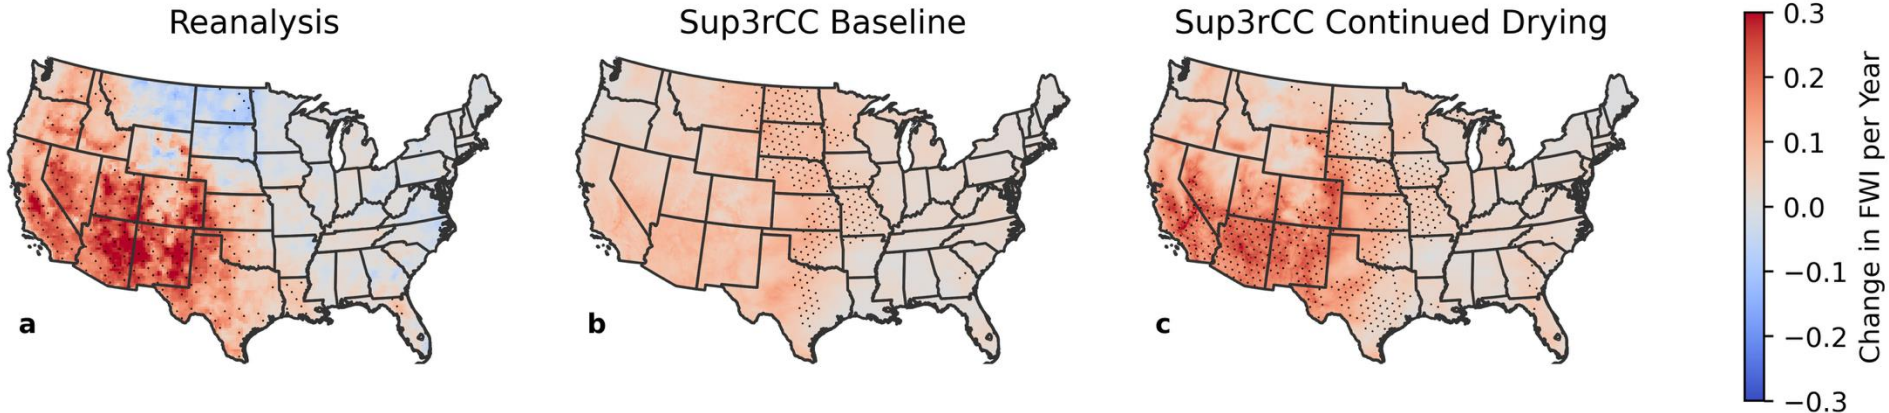 Reanalysis
Sup3rCC Baseline
Sup3rCC Continued Drying
a
b
c
0.3
0.2
0.1
0.0
−0.1
−0.2
−0.3
Change in FWI per Year